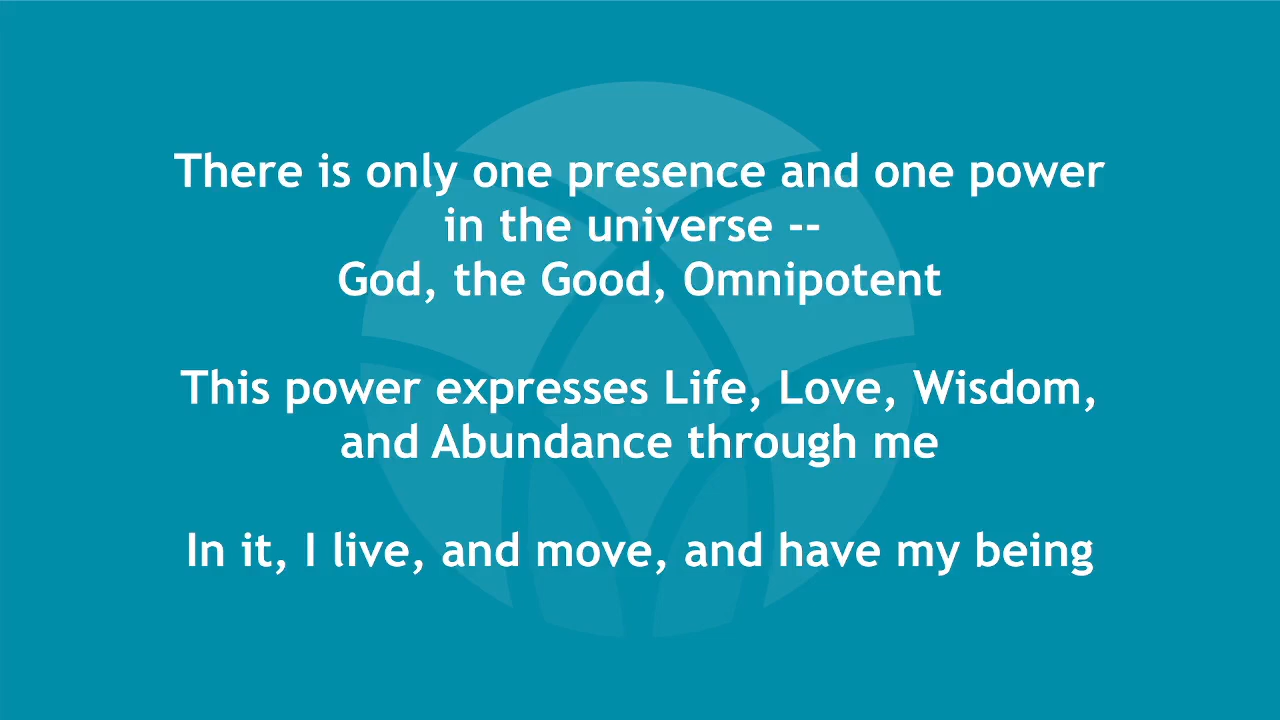 There is only one presence and one power
in the universe --
God, the Good, Omnipotent
This power expresses Life, Love, Wisdom,
and Abundance through me
In it, I live, and move, and have my being